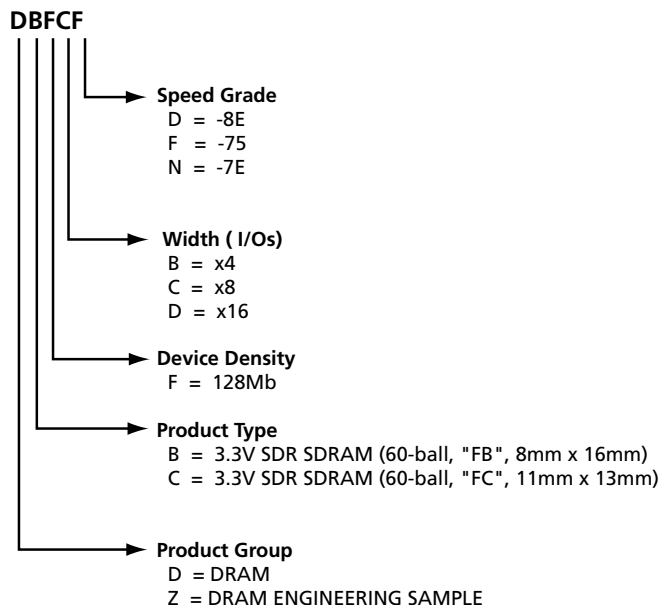 DBFCF
Speed Grade
D = -8E
F = -75
N = -7E
Width ( I/Os)
B = x4
C = x8
D = x16
Device Density
F = 128Mb
Product Type
B = 3.3V SDR SDRAM (60-ball, "FB", 8mm x 16mm)
C = 3.3V SDR SDRAM (60-ball, "FC", 11mm x 13mm)
Product Group
D = DRAM
Z = DRAM ENGINEERING SAMPLE